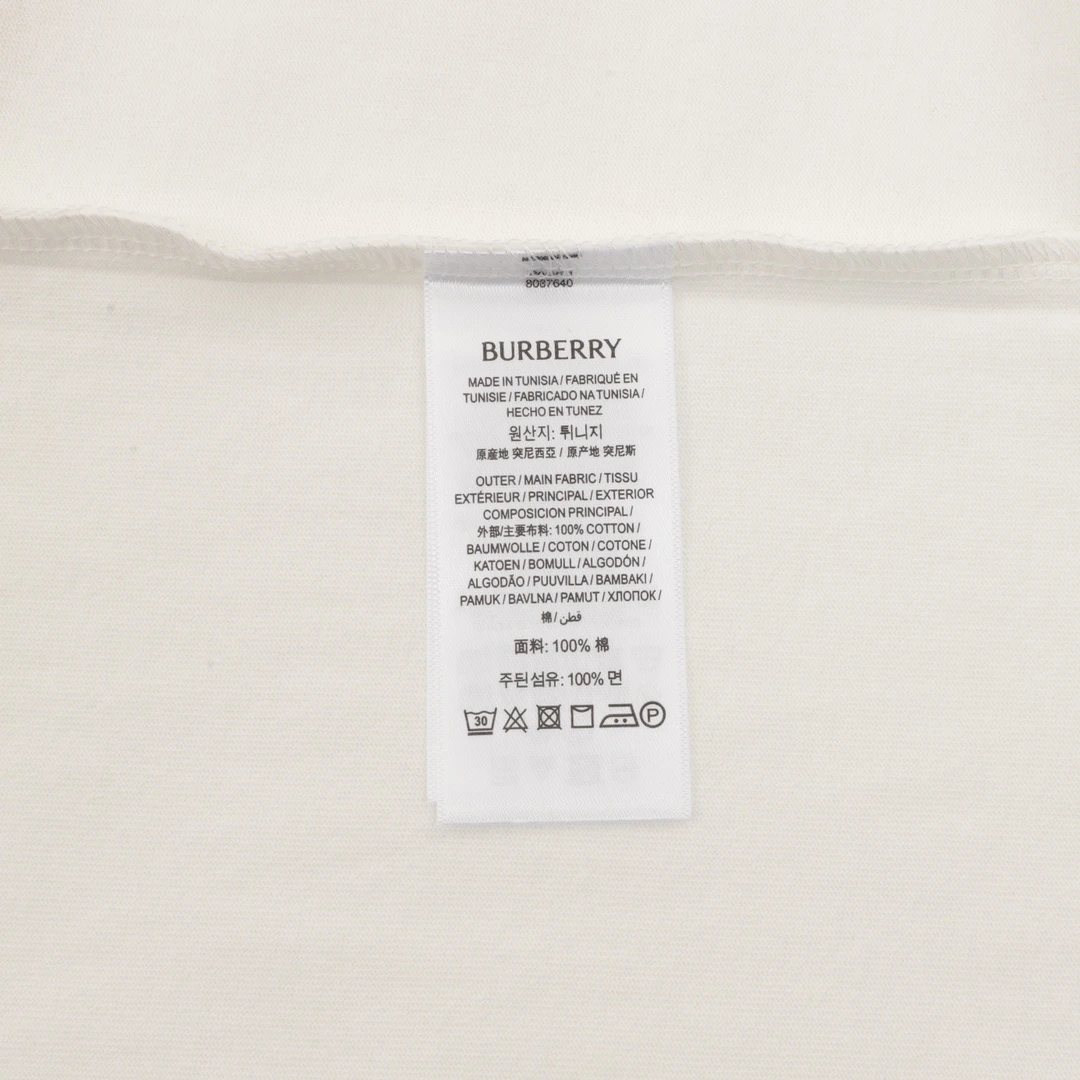 8087640
BURBERRY
MADE IN TUNISIA / FABRIQUÉ EN
TUNISIE / FABRICADO NA TUNISIA /
HECHO EN TUNEZ
원산지: 튀니지
原産地 突尼西亞 / 原产地 突尼斯
OUTER / MAIN FABRIC / TISSU
EXTÉRIEUR / PRINCIPAL / EXTERIOR
COMPOSICION PRINCIPAL /
外部/主要布料: 100% COTTON /
BAUMWOLLE / COTON / COTONE /
KATOEN / BOMULL / ALGODÓN /
ALGODÃO / PUUVILLA / BAMBAKI /
PAMUK / BAVLNA / PAMUT / ХЛОПОК /
棉 / قطن
面料: 100% 棉
주된섬유: 100% 면
30 P